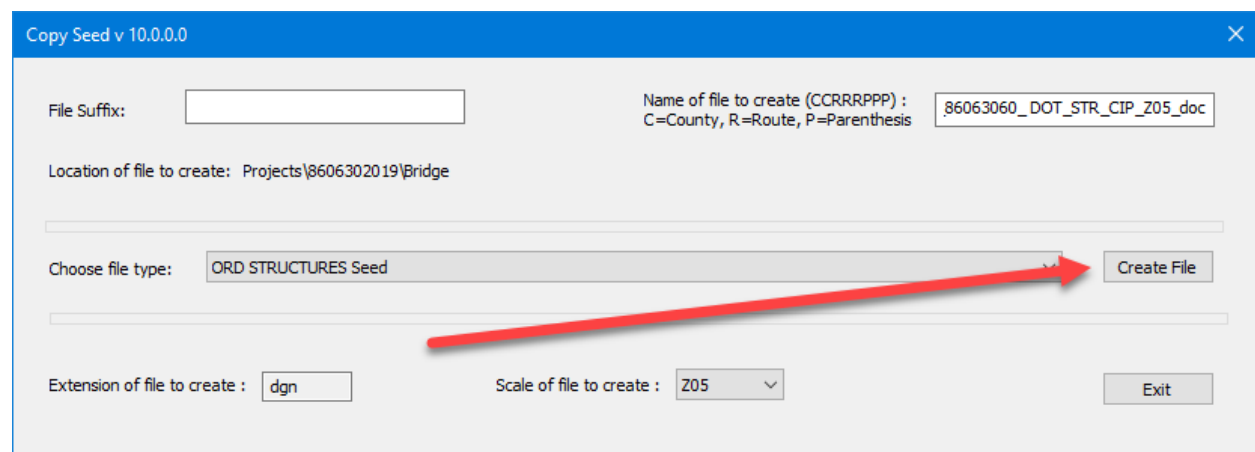 Copy Seed v 10.0.0.0
File Suffix:
Name of file to create (CCRRRPPP) :
C=County, R=Route, P=Parenthesis
86063060_ DOT_STR_CIP_Z05_doc
Location of file to create: Projects\8606302019\Bridge
Choose file type: ORD STRUCTURES Seed
Create File
Extension of file to create : dgn
Scale of file to create : Z05
Exit